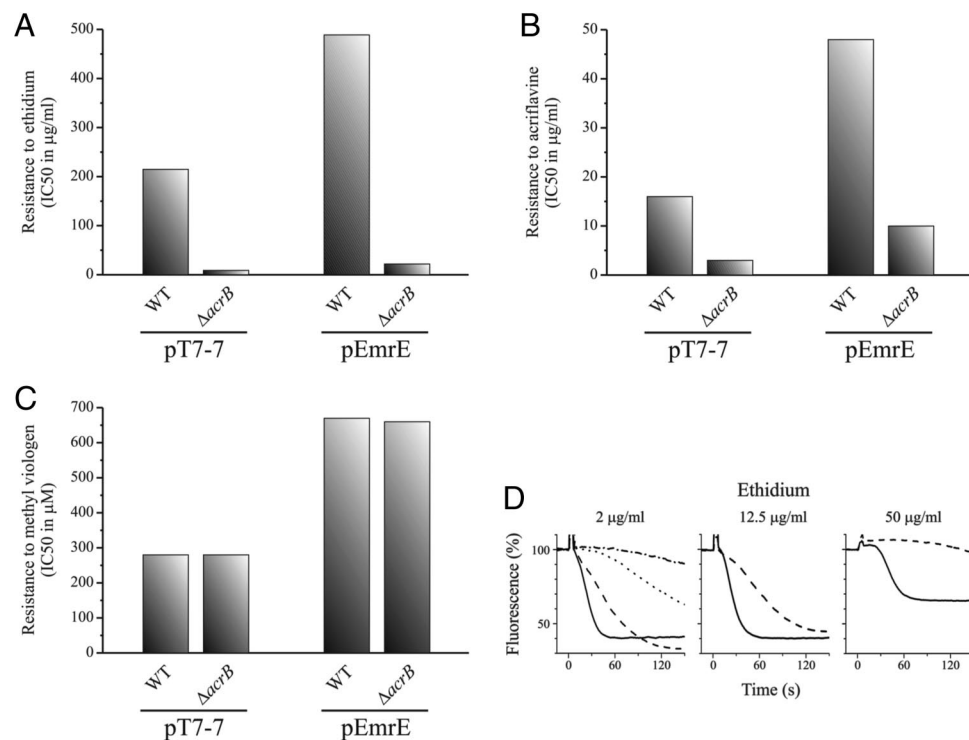 A
Resistance to ethidium
(IC50 in µg/ml)
500
400
300
200
100
0
WT
ΔacrB
WT
ΔacrB
pT7-7
pEmrE
B
Resistance to acriflavine
(IC50 in µg/ml)
50
40
30
20
10
0
WT
ΔacrB
WT
ΔacrB
pT7-7
pEmrE
C
Resistance to methyl viologen
(IC50 in µM)
700
600
500
400
300
200
100
0
WT
ΔacrB
WT
ΔacrB
pT7-7
pEmrE
D
Ethidium
2 µg/ml
12.5 µg/ml
50 µg/ml
Fluorescence (%)
100
50
0 60 120
0 60 120
0 60 120
Time (s)